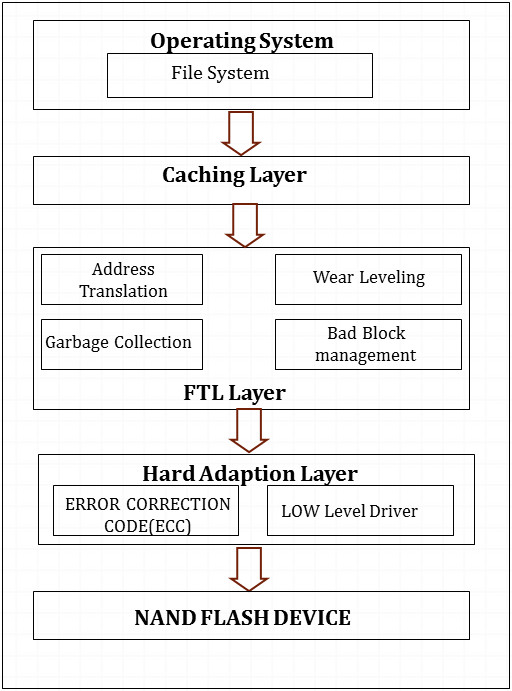 Operating System
File System
Caching Layer
Address
Translation
Wear Leveling
Garbage Collection
Bad Block
management
FTL Layer
Hard Adaption Layer
ERROR CORRECTION
CODE(ECC)
LOW Level Driver
NAND FLASH DEVICE